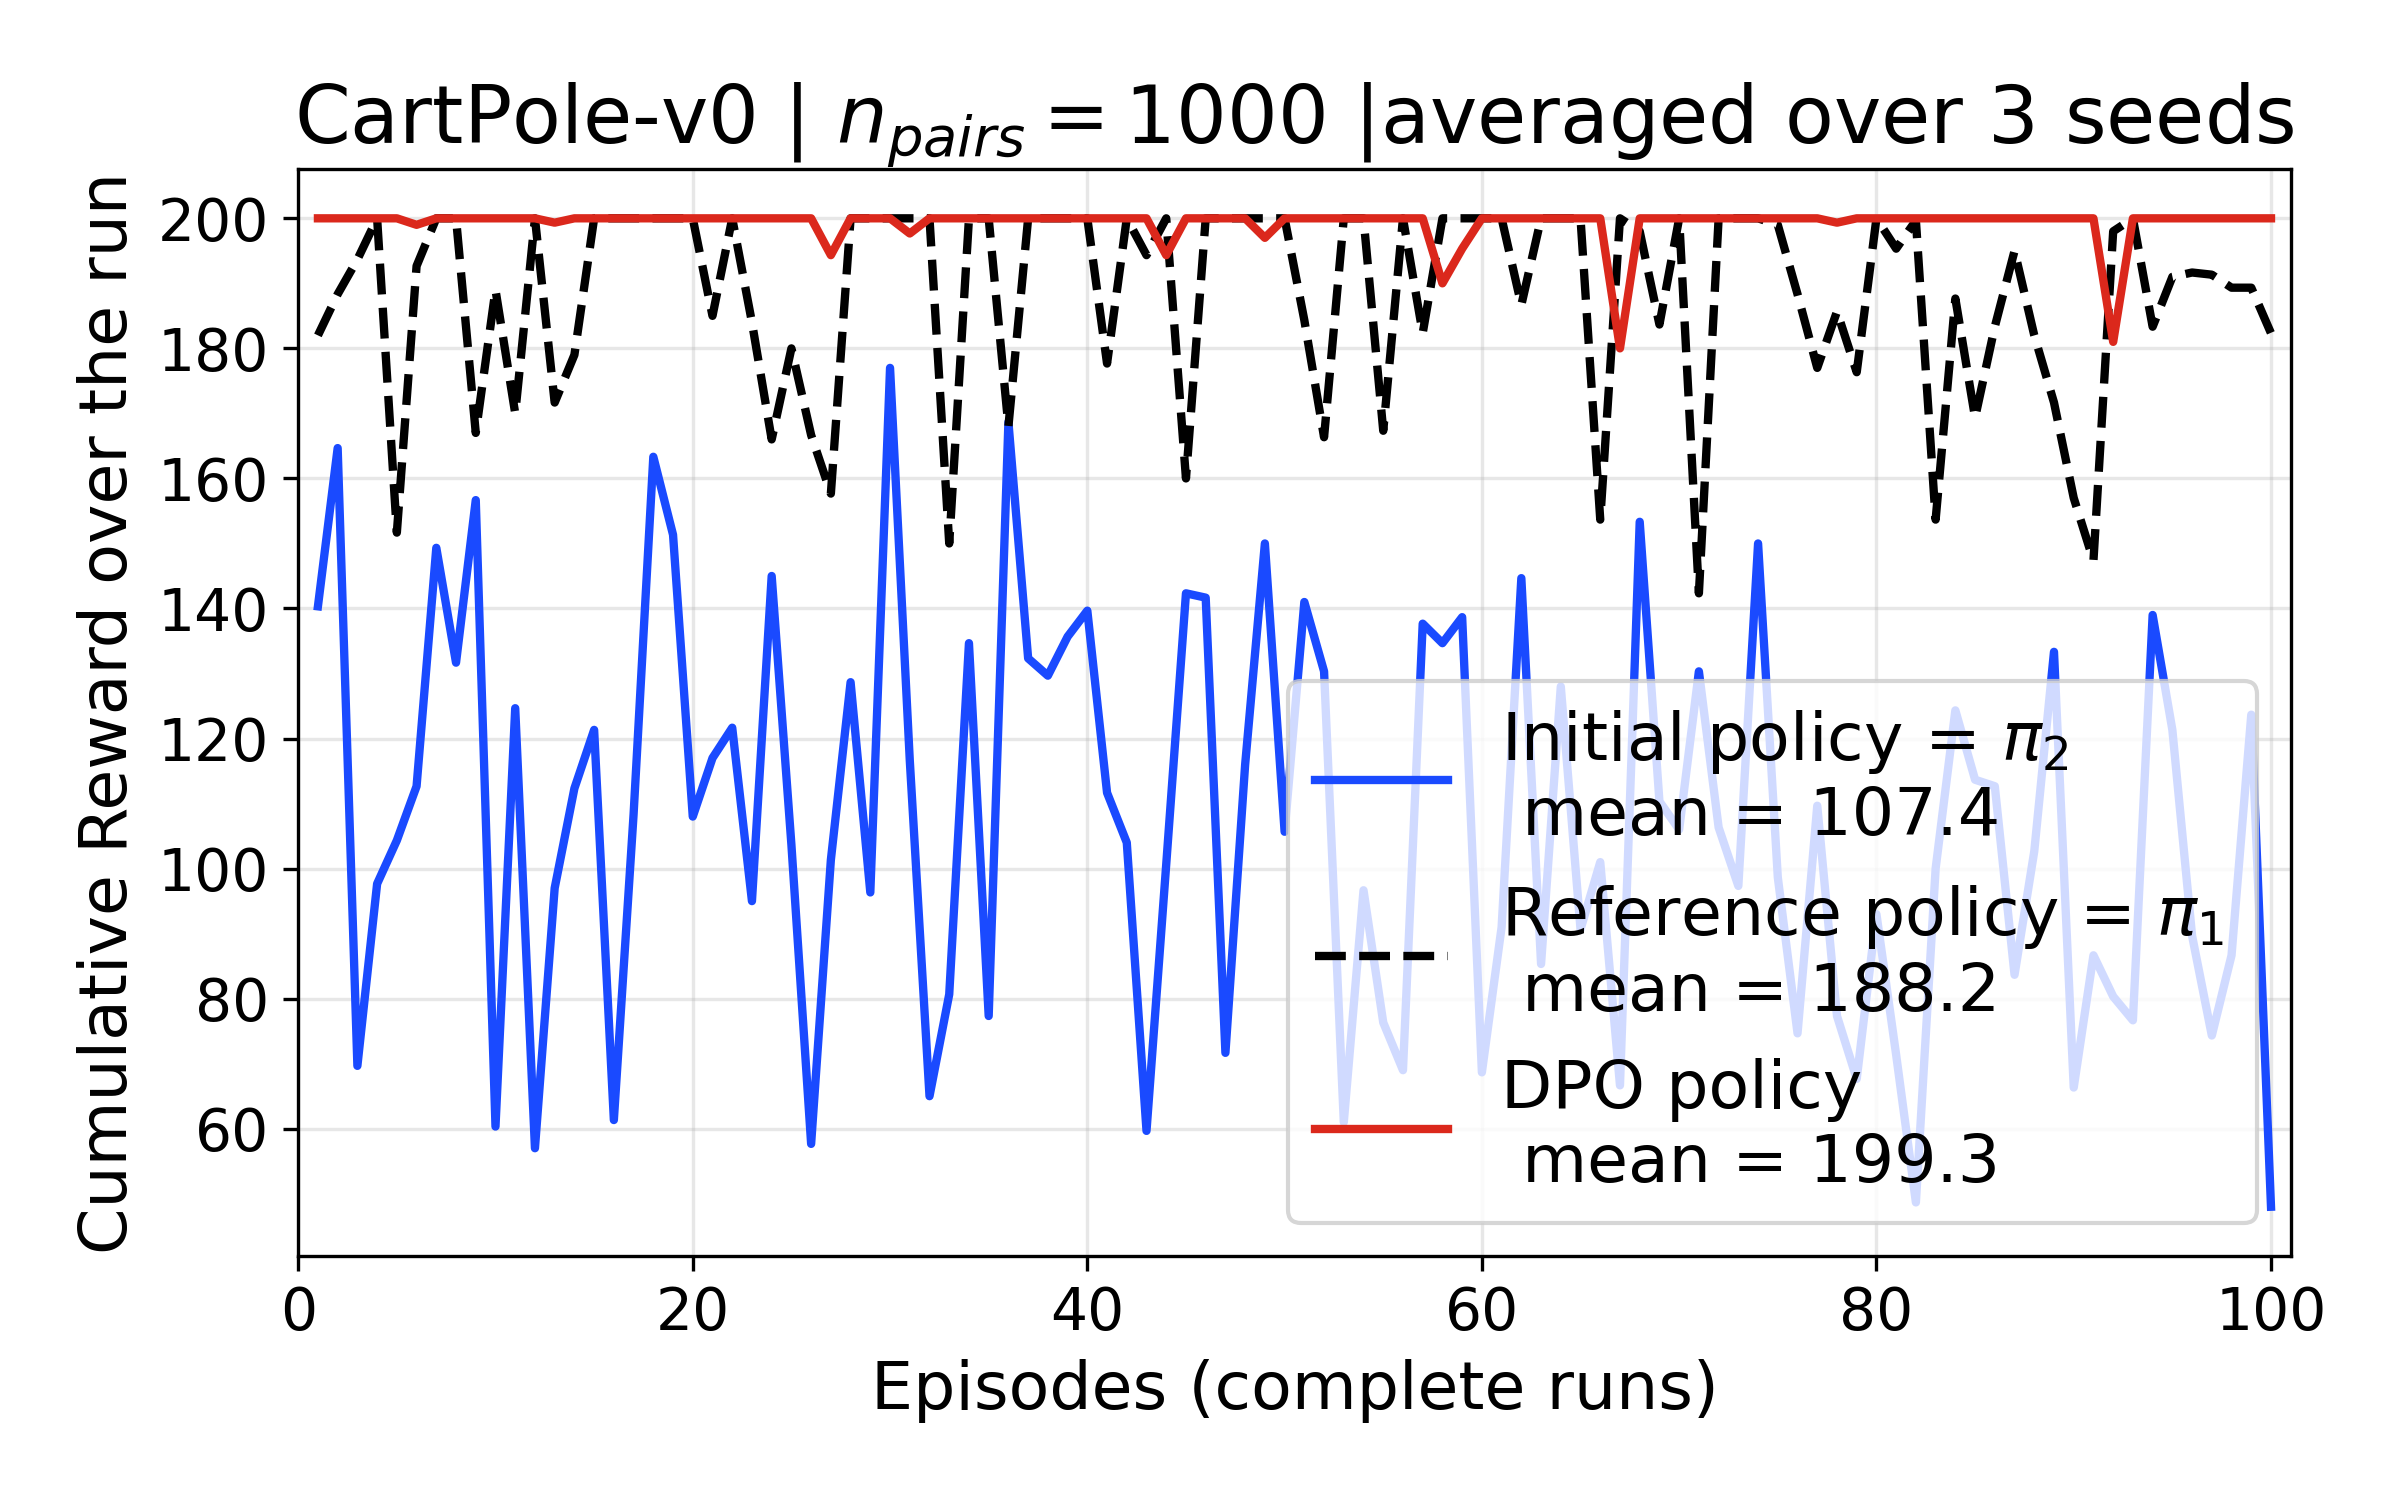 CartPole-v0 | n_pairs = 1000 |averaged over 3 seeds
Cumulative Reward over the run
200
180
160
140
120
100
80
60
Initial policy = π₂
mean = 107.4
Reference policy = π₁
mean = 188.2
DPO policy
mean = 199.3
0 20 40 60 80 100
Episodes (complete runs)